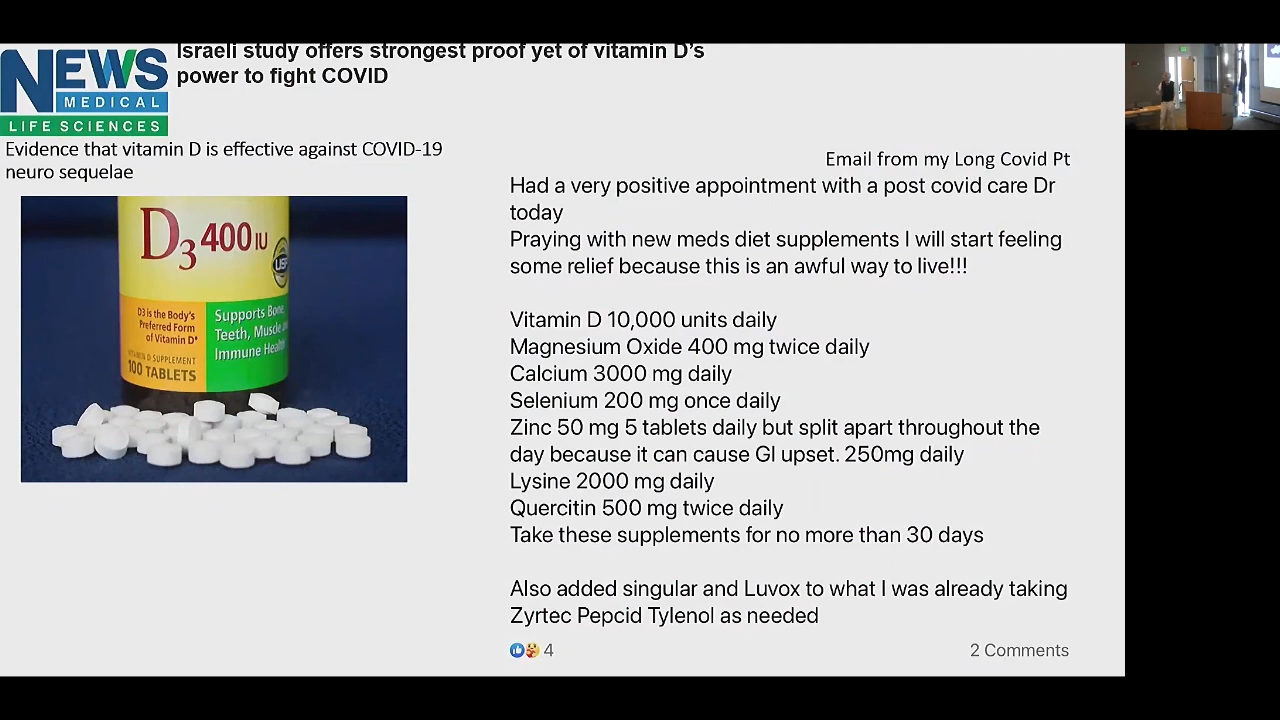 Israeli study offers strongest proof yet of vitamin D's
power to fight COVID
NEWS
MEDICAL
LIFE SCIENCES
Evidence that vitamin D is effective against COVID-19
neuro sequelae
D3 400 IU
USP
D3 is the Body's
Preferred Form
of Vitamin D*
VITAMIN D SUPPLEMENT
100 TABLETS
Supports Bone,
Teeth, Muscle
Immune Health
Email from my Long Covid Pt
Had a very positive appointment with a post covid care Dr
today
Praying with new meds diet supplements I will start feeling
some relief because this is an awful way to live!!!
Vitamin D 10,000 units daily
Magnesium Oxide 400 mg twice daily
Calcium 3000 mg daily
Selenium 200 mg once daily
Zinc 50 mg 5 tablets daily but split apart throughout the
day because it can cause GI upset. 250mg daily
Lysine 2000 mg daily
Quercitin 500 mg twice daily
Take these supplements for no more than 30 days
Also added singular and Luvox to what I was already taking
Zyrtec Pepcid Tylenol as needed
4
2 Comments